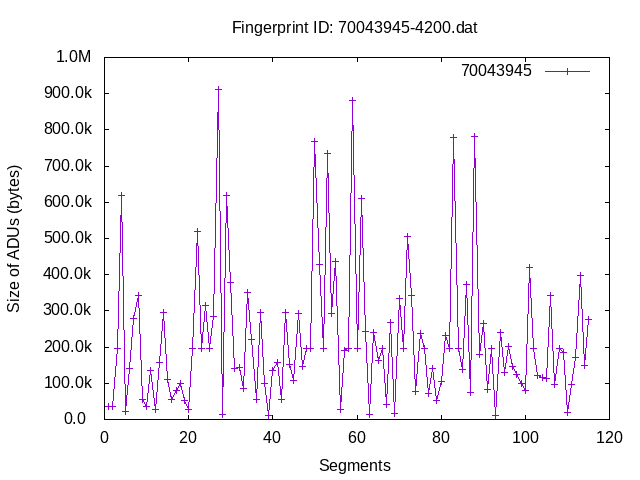 Fingerprint ID: 70043945-4200.dat
70043945
1.0M
900.0k
800.0k
700.0k
600.0k
500.0k
400.0k
300.0k
200.0k
100.0k
0.0
Size of ADUs (bytes)
0 20 40 60 80 100 120
Segments